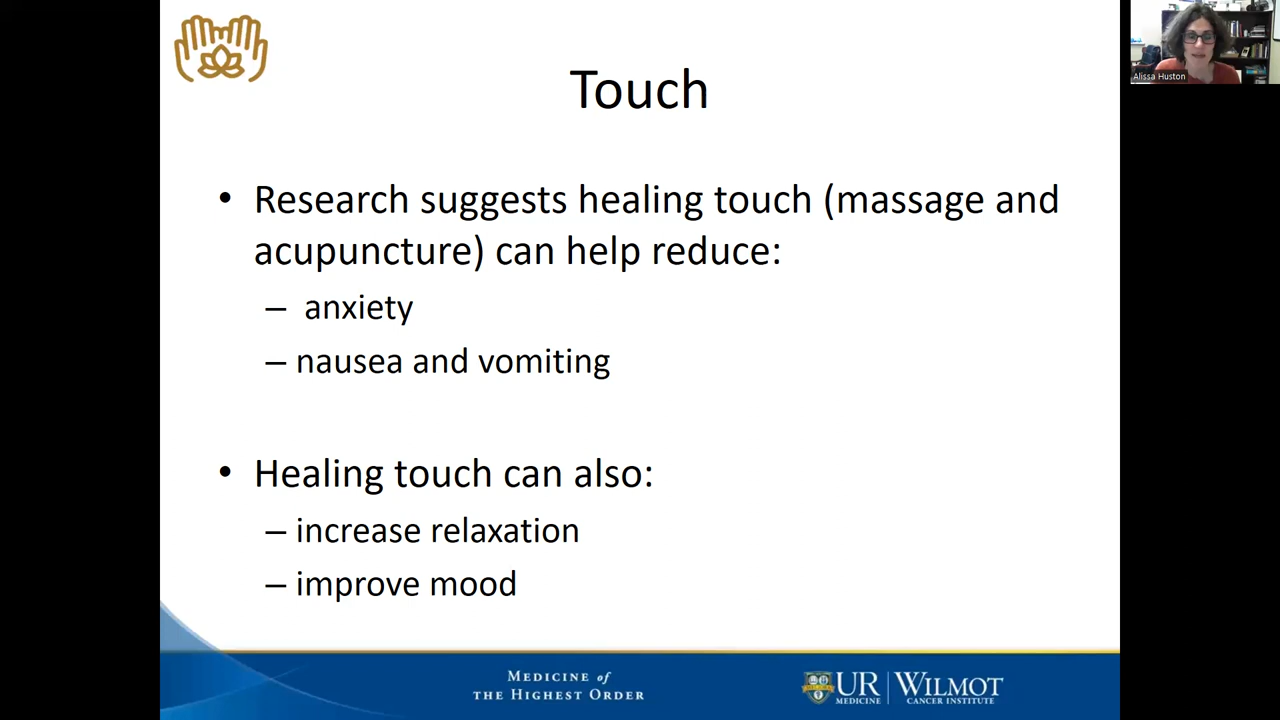 Touch
Alissa Huston
• Research suggests healing touch (massage and
acupuncture) can help reduce:
– anxiety
– nausea and vomiting
• Healing touch can also:
– increase relaxation
– improve mood
MEDICINE of
THE HIGHEST ORDER
UR
MEDICINE
WILMOT
CANCER INSTITUTE